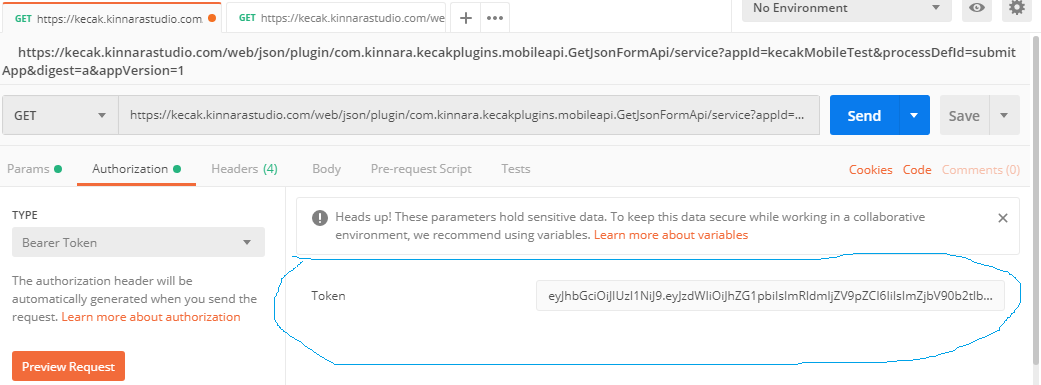 GET https://kecak.kinnarastudio.com. GET https://kecak.kinnarastudio.com/we + ••• No Environment
https://kecak.kinnarastudio.com/web/json/plugin/com.kinnara.kecakplugins.mobileapi.GetJsonFormApi/service?appId=kecakMobileTest&processDefId=submit
App&digest=a&appVersion=1
GET https://kecak.kinnarastudio.com/web/json/plugin/com.kinnara.kecakplugins.mobileapi.GetJsonFormApi/service?appId=... Send Save
Params Authorization Headers (4) Body Pre-request Script Tests Cookies Code Comments (0)
TYPE
Bearer Token
The authorization header will be
automatically generated when you send the
request. Learn more about authorization
Preview Request
Heads up! These parameters hold sensitive data. To keep this data secure while working in a collaborative
environment, we recommend using variables. Learn more about variables
Token eyJhbGciOiJIUzI1NiJ9.eyJzdWIiOiJhZG1pbiIsImRldmljZV9pZCI6IiIsImZjbV90b2tlb...